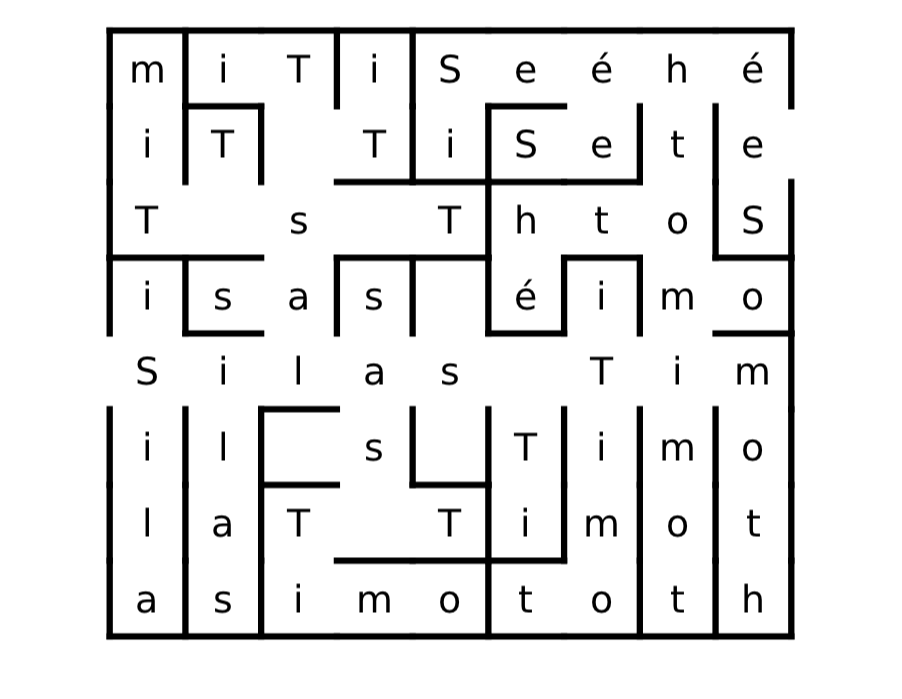 m i T i S e é h é
i T T i S e t e
T s T h t o S
i s a s é i m o
S i l a s T i m
i l s T i m o
l a T T i m o t
a s i m o t o t h